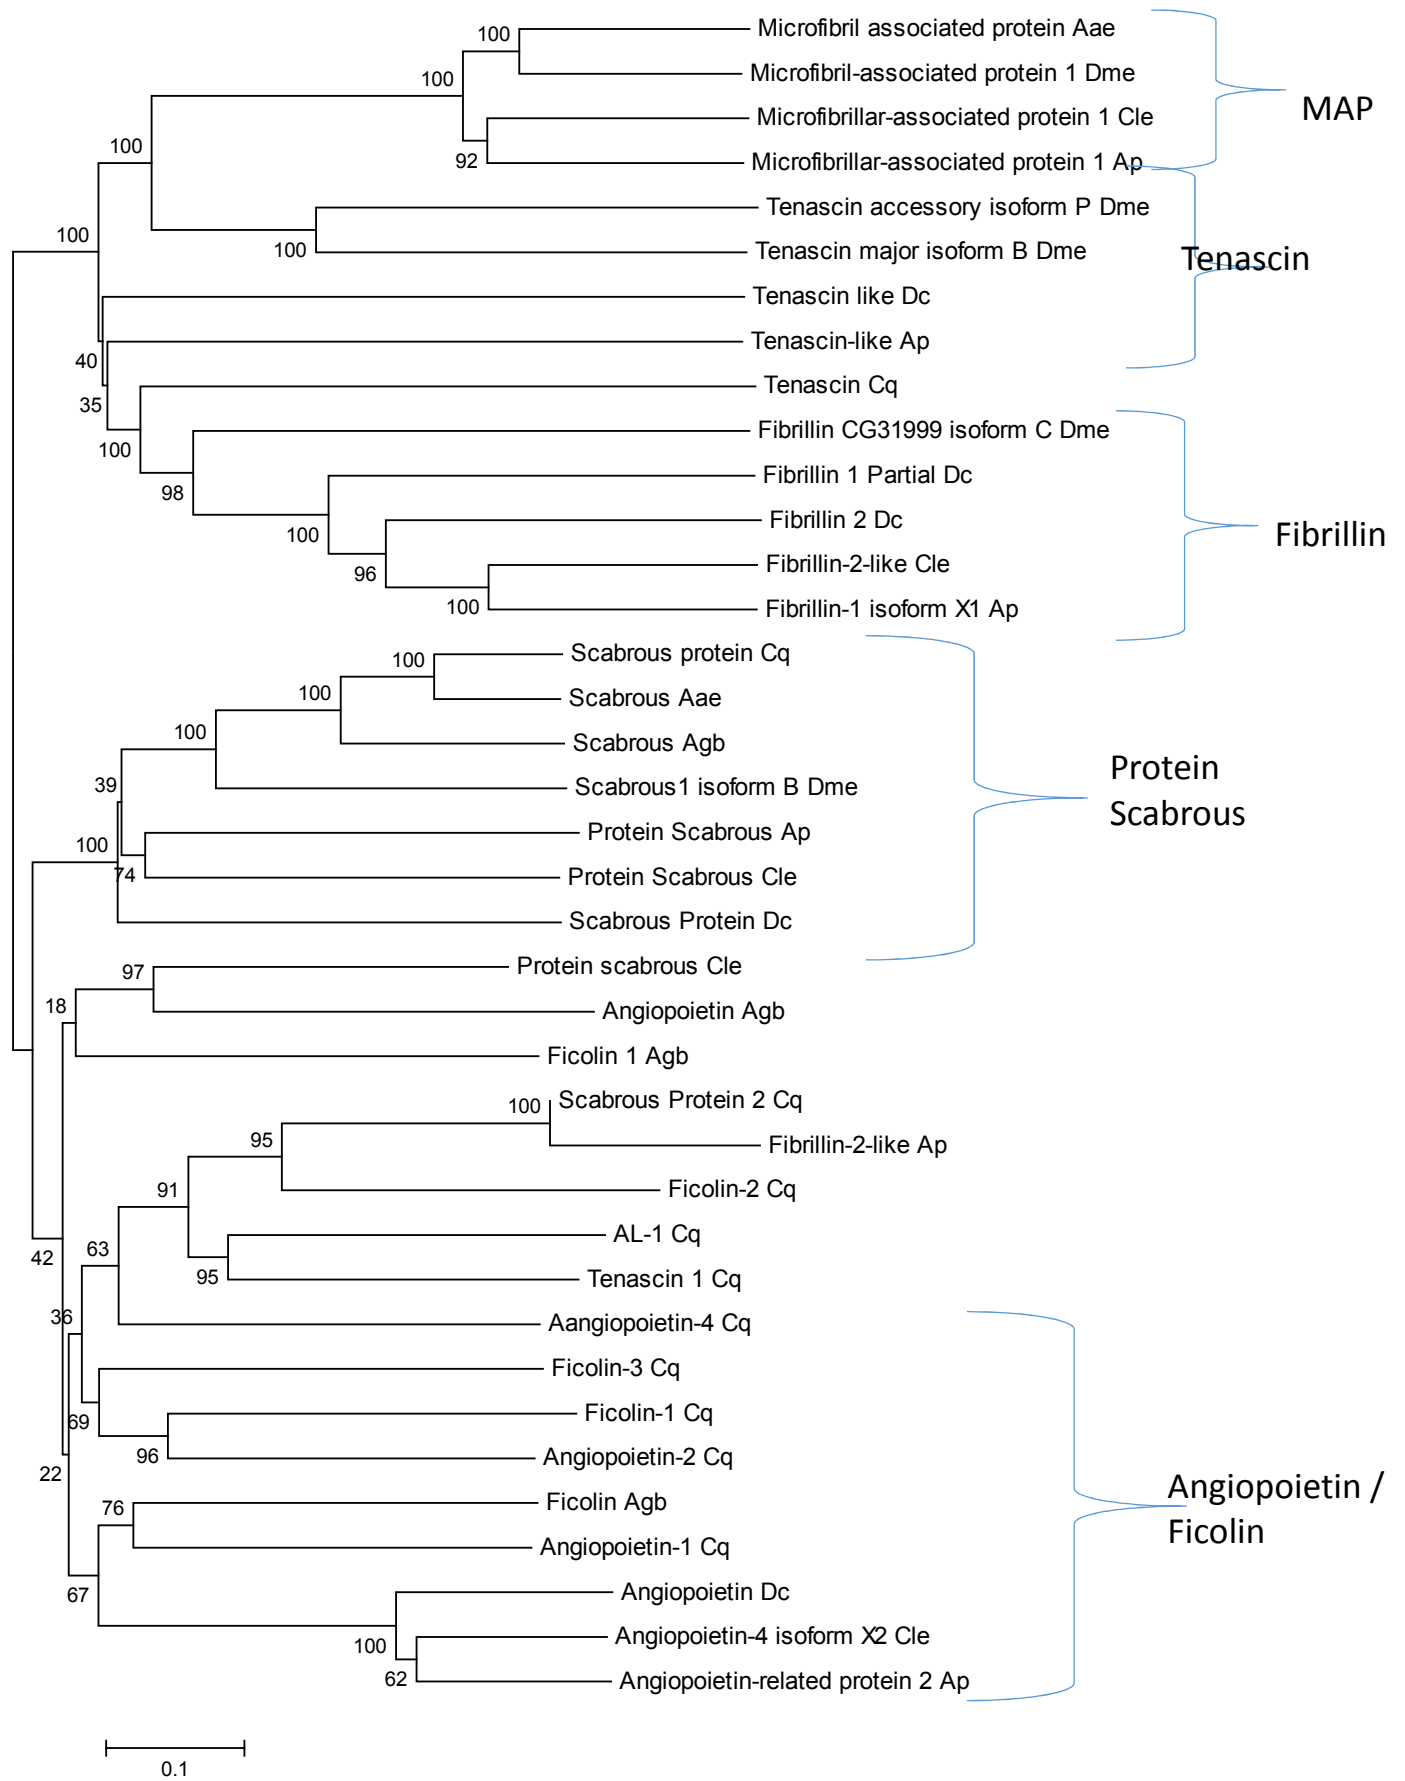 Microfibril associated protein Aae
100
Microfibril-associated protein 1 Dme
100
MAP
Microfibrillar-associated protein 1 Cle
100
92
Microfibrillar-associated protein 1 Ap
Tenascin accessory isoform P Dme
100
100
Tenascin major isoform B Dme
Tenascin
Tenascin like Dc
40
Tenascin-like Ap
35
Tenascin Cq
100
Fibrillin CG31999 isoform C Dme
98
Fibrillin 1 Partial Dc
100
Fibrillin 2 Dc
Fibrillin
96
Fibrillin-2-like Cle
100
Fibrillin-1 isoform X1 Ap
100
Scabrous protein Cq
100
Scabrous Aae
100
Scabrous Agb
39
Scabrous1 isoform B Dme
Protein
Scabrous
100
Protein Scabrous Ap
74
Protein Scabrous Cle
Scabrous Protein Dc
97
Protein scabrous Cle
18
Angiopoietin Agb
Ficolin 1 Agb
100
Scabrous Protein 2 Cq
95
Fibrillin-2-like Ap
91
Ficolin-2 Cq
42
63
AL-1 Cq
95
Tenascin 1 Cq
36
Aangiopoietin-4 Cq
Ficolin-3 Cq
69
Ficolin-1 Cq
96
Angiopoietin-2 Cq
22
76
Ficolin Agb
Angiopoietin /
Ficolin
Angiopoietin-1 Cq
67
Angiopoietin Dc
100
Angiopoietin-4 isoform X2 Cle
62
Angiopoietin-related protein 2 Ap
0.1